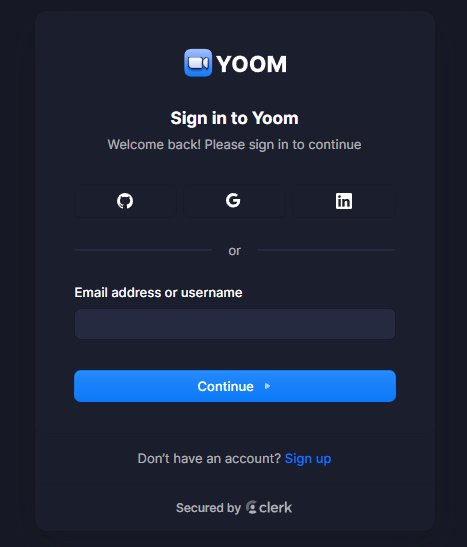 YOOM
Sign in to Yoom
Welcome back! Please sign in to continue
or
Email address or username
Continue
Don’t have an account? Sign up
Secured by clerk